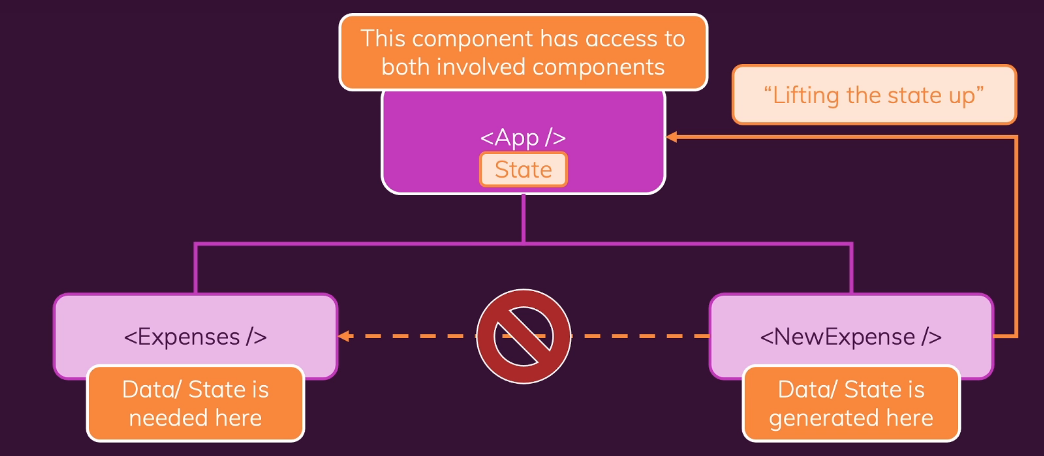 This component has access to
both involved components
“Lifting the state up”
<App />
State
<Expenses />
<NewExpense />
Data/ State is
needed here
Data/ State is
generated here